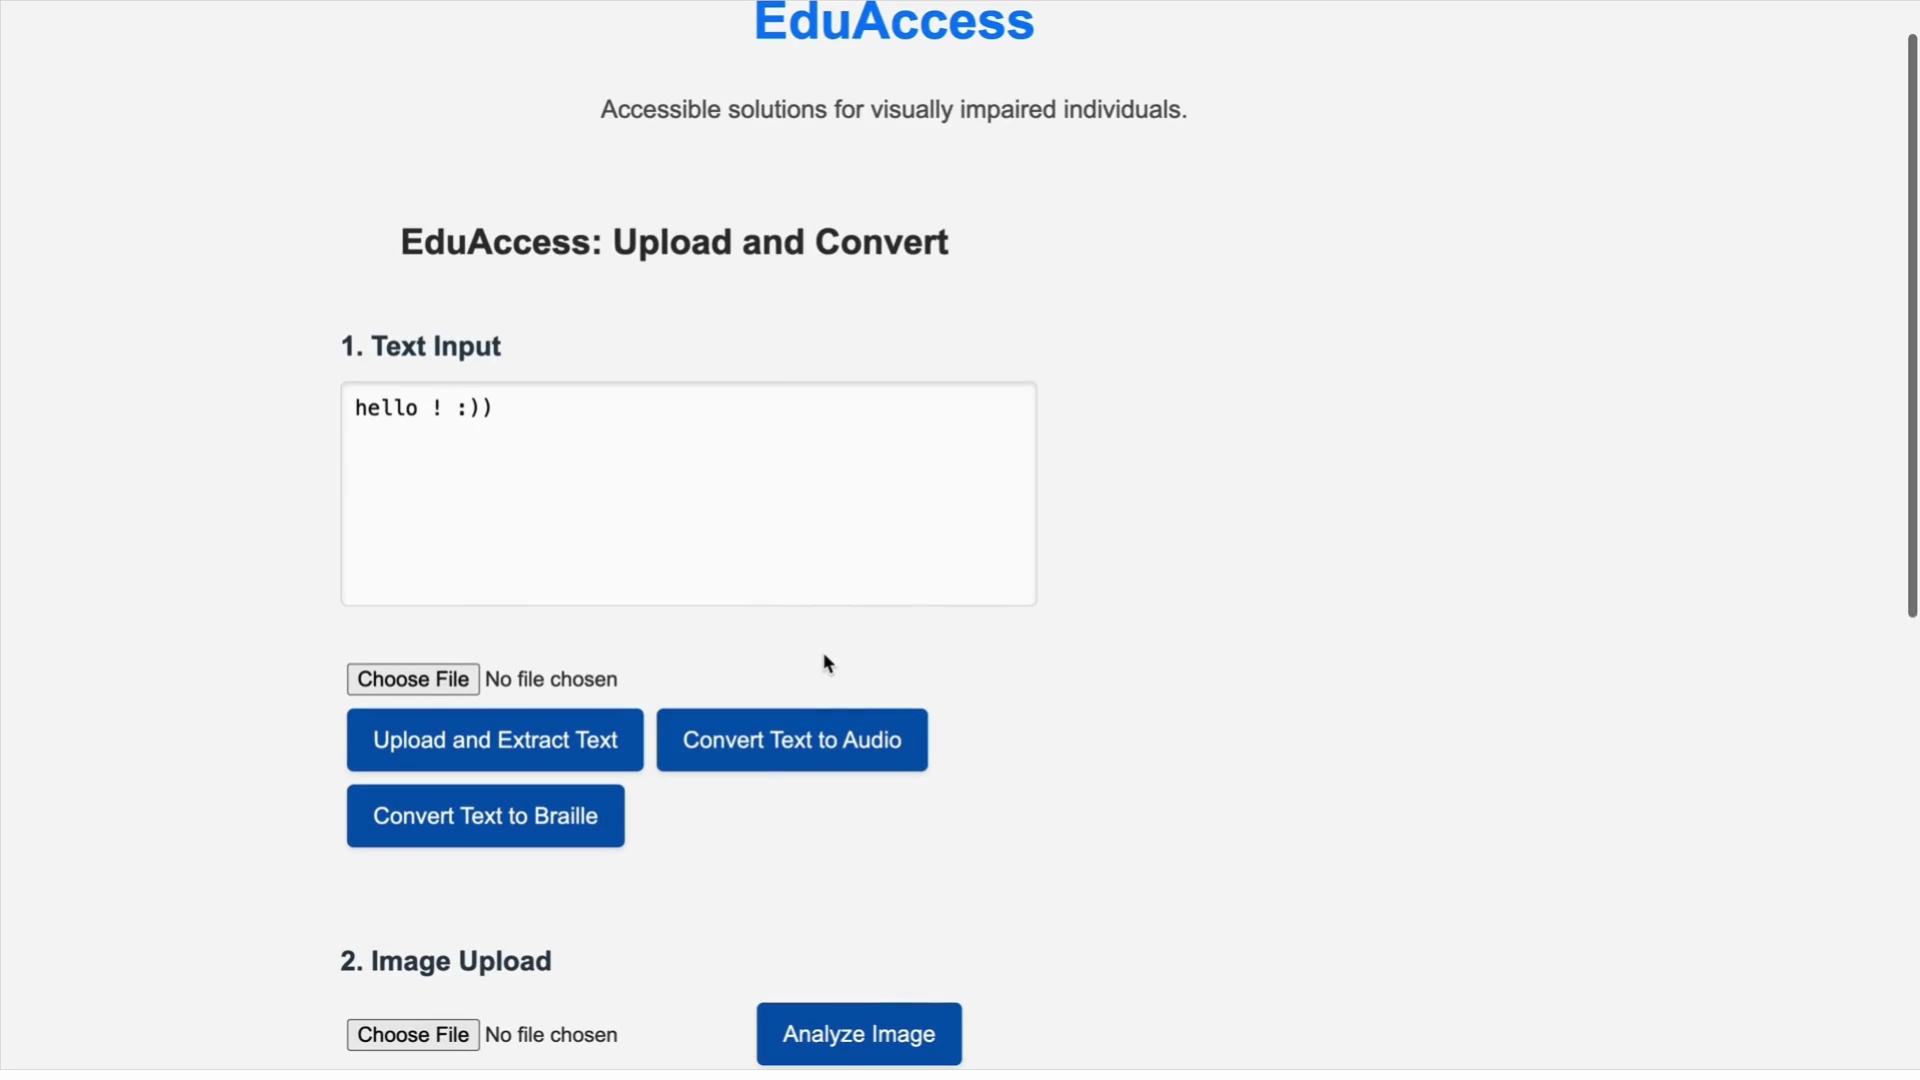 EduAccess
Accessible solutions for visually impaired individuals.
EduAccess: Upload and Convert
1. Text Input
hello ! :))
Choose File No file chosen
Upload and Extract Text Convert Text to Audio
Convert Text to Braille
2. Image Upload
Choose File No file chosen Analyze Image